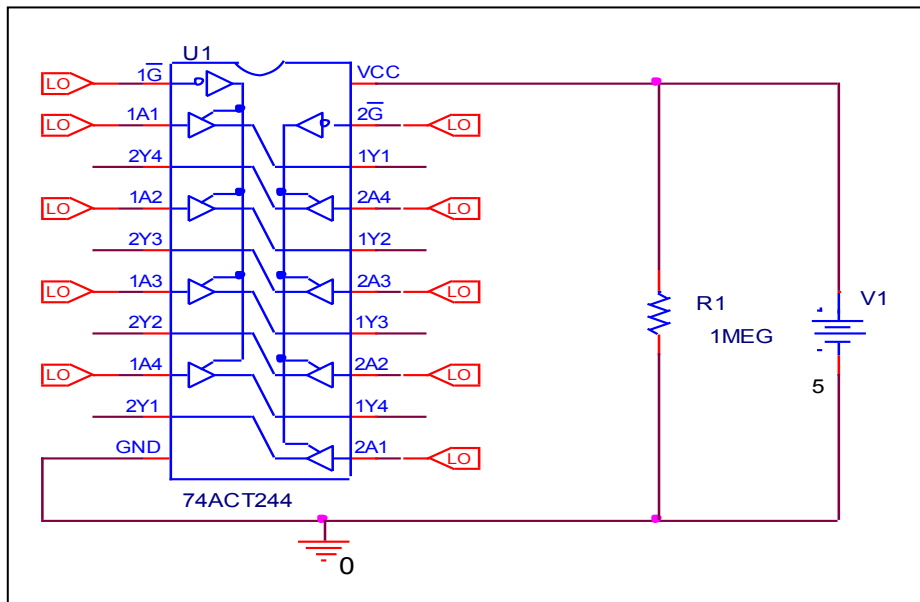 U1
LO 1G̅ VCC
LO 1A1 2G̅ LO
2Y4 1Y1
LO 1A2 2A4 LO
2Y3 1Y2
LO 1A3 2A3 LO
R1 V1
2Y2 1Y3 1MEG
LO 1A4 2A2 LO
5
2Y1 1Y4
GND 2A1 LO
74ACT244
0